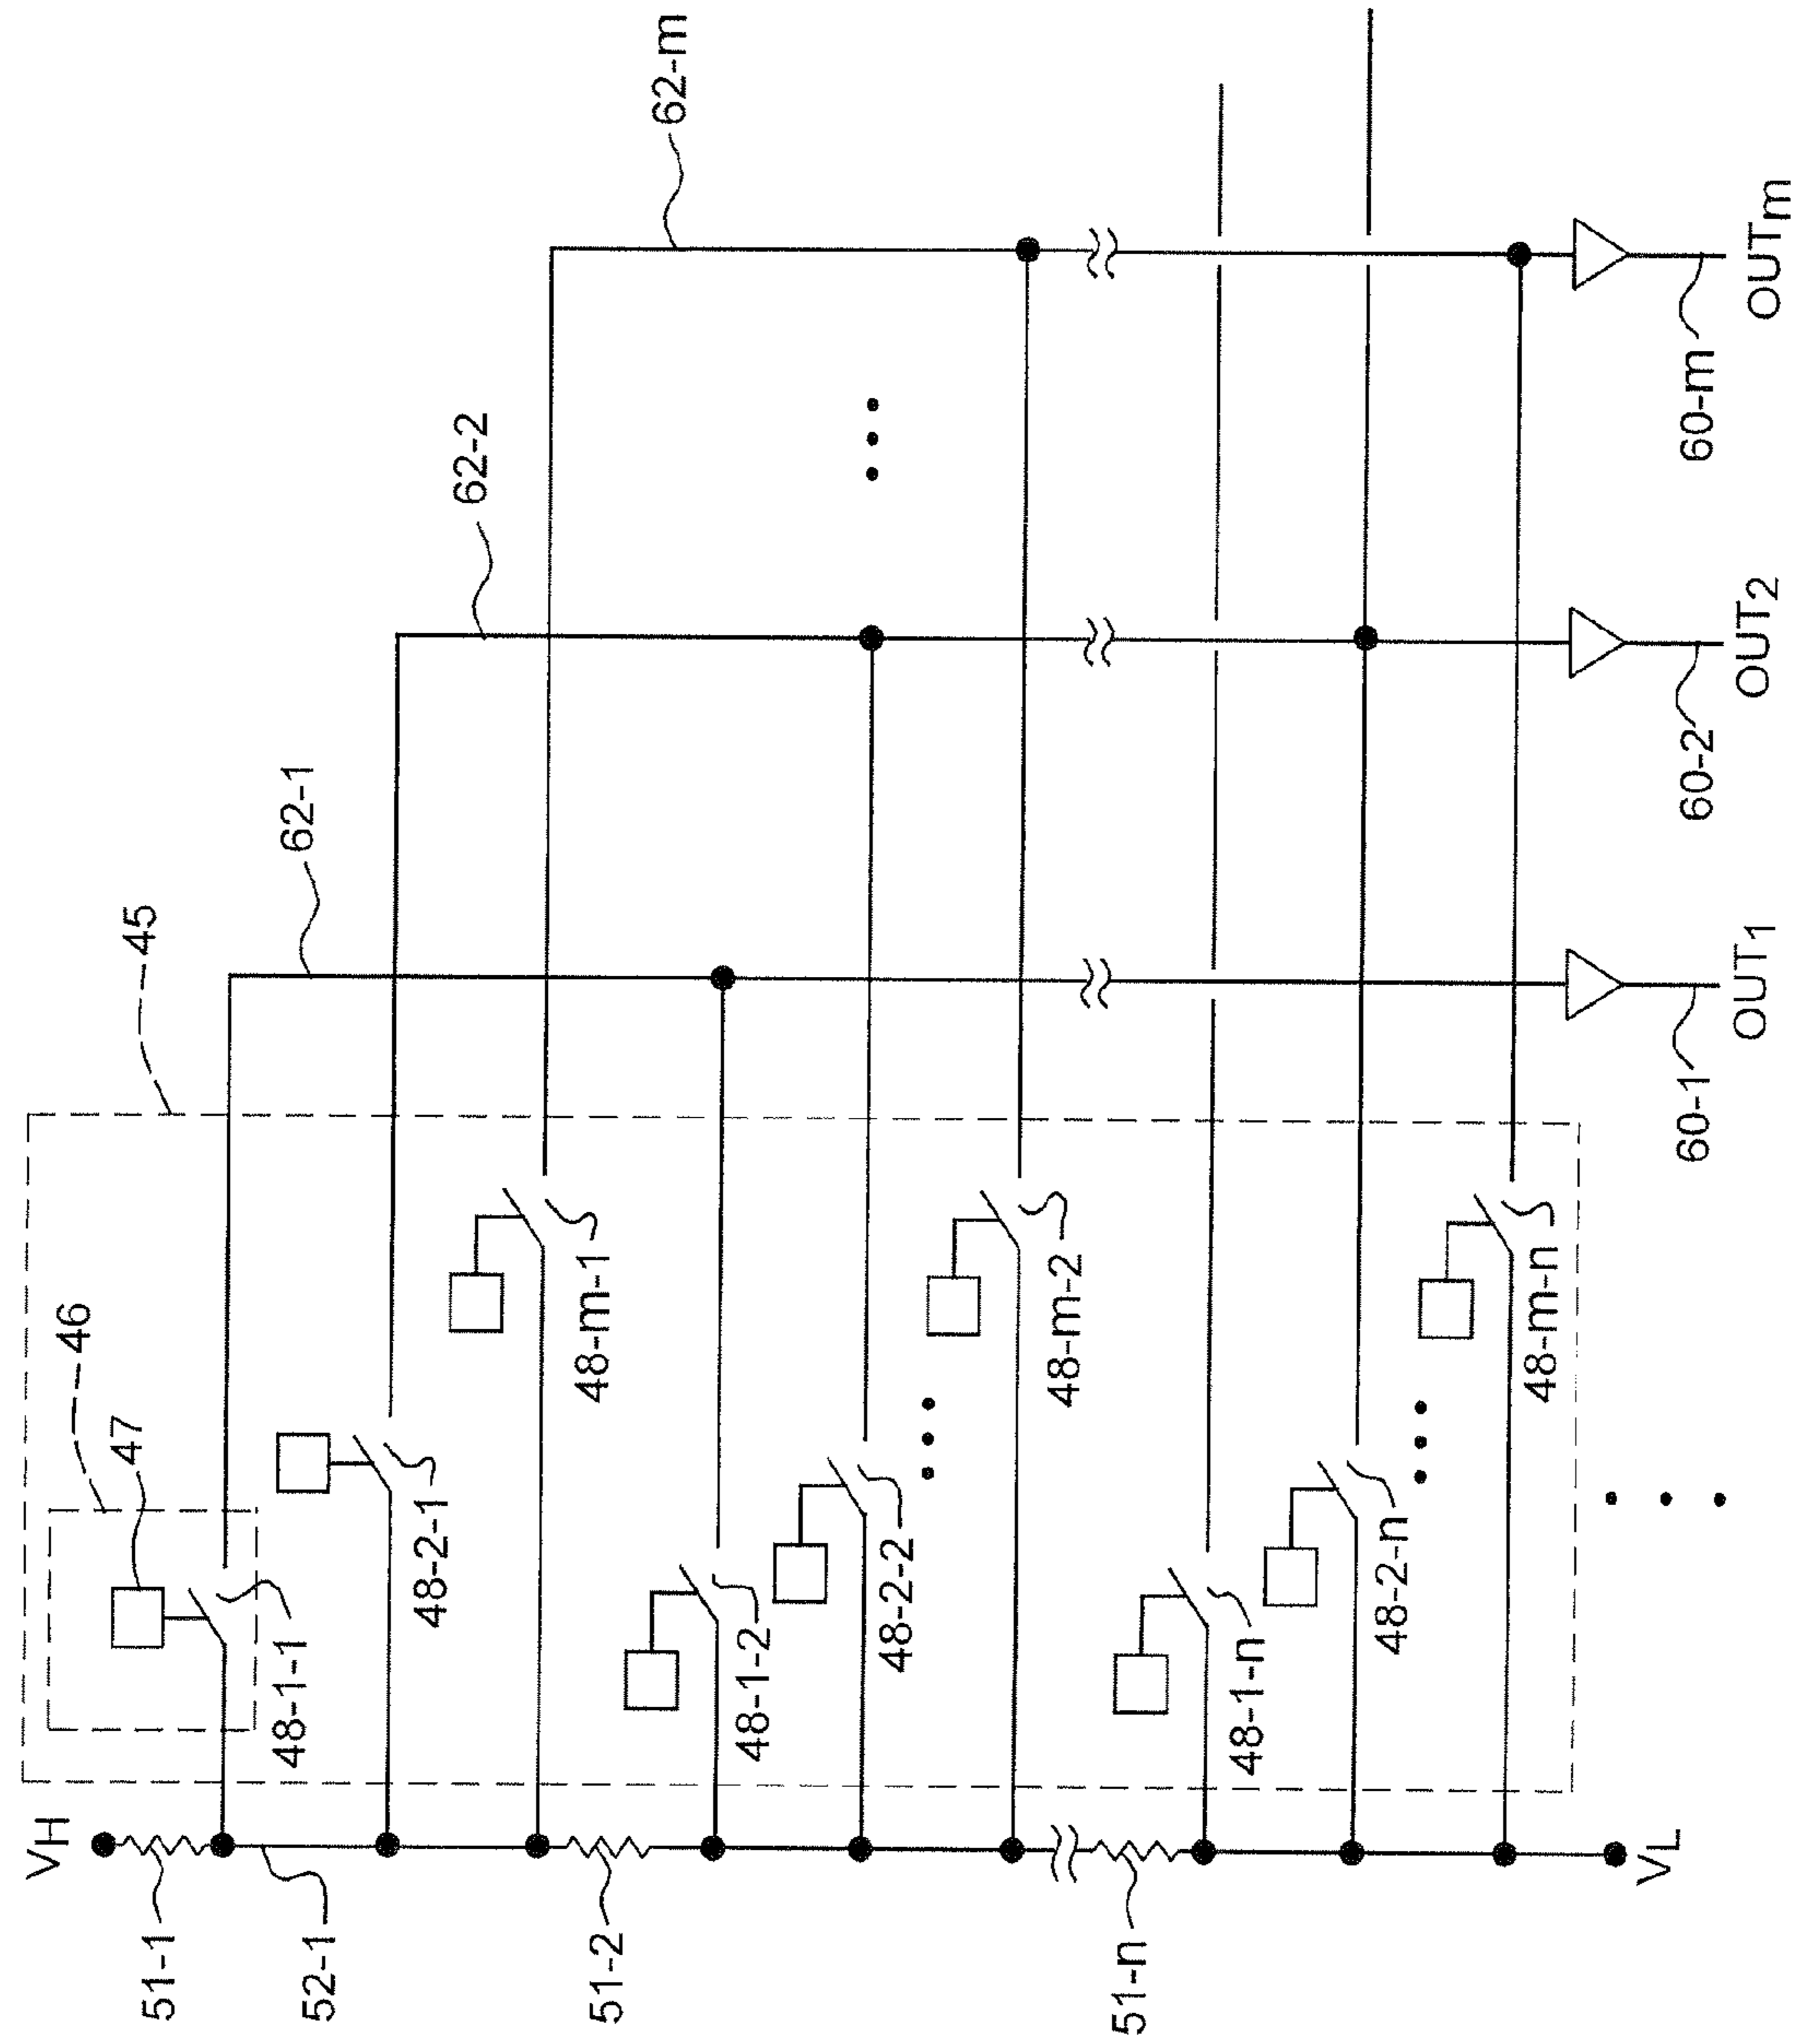 VH
51-1
52-1
51-2
51-n
VL
45
46
47
48-1-1
48-2-1
48-m-1
48-1-2
48-2-2
48-m-2
48-1-n
48-2-n
48-m-n
62-1
62-2
62-m
60-1
60-2
60-m
OUT1
OUT2
OUTm